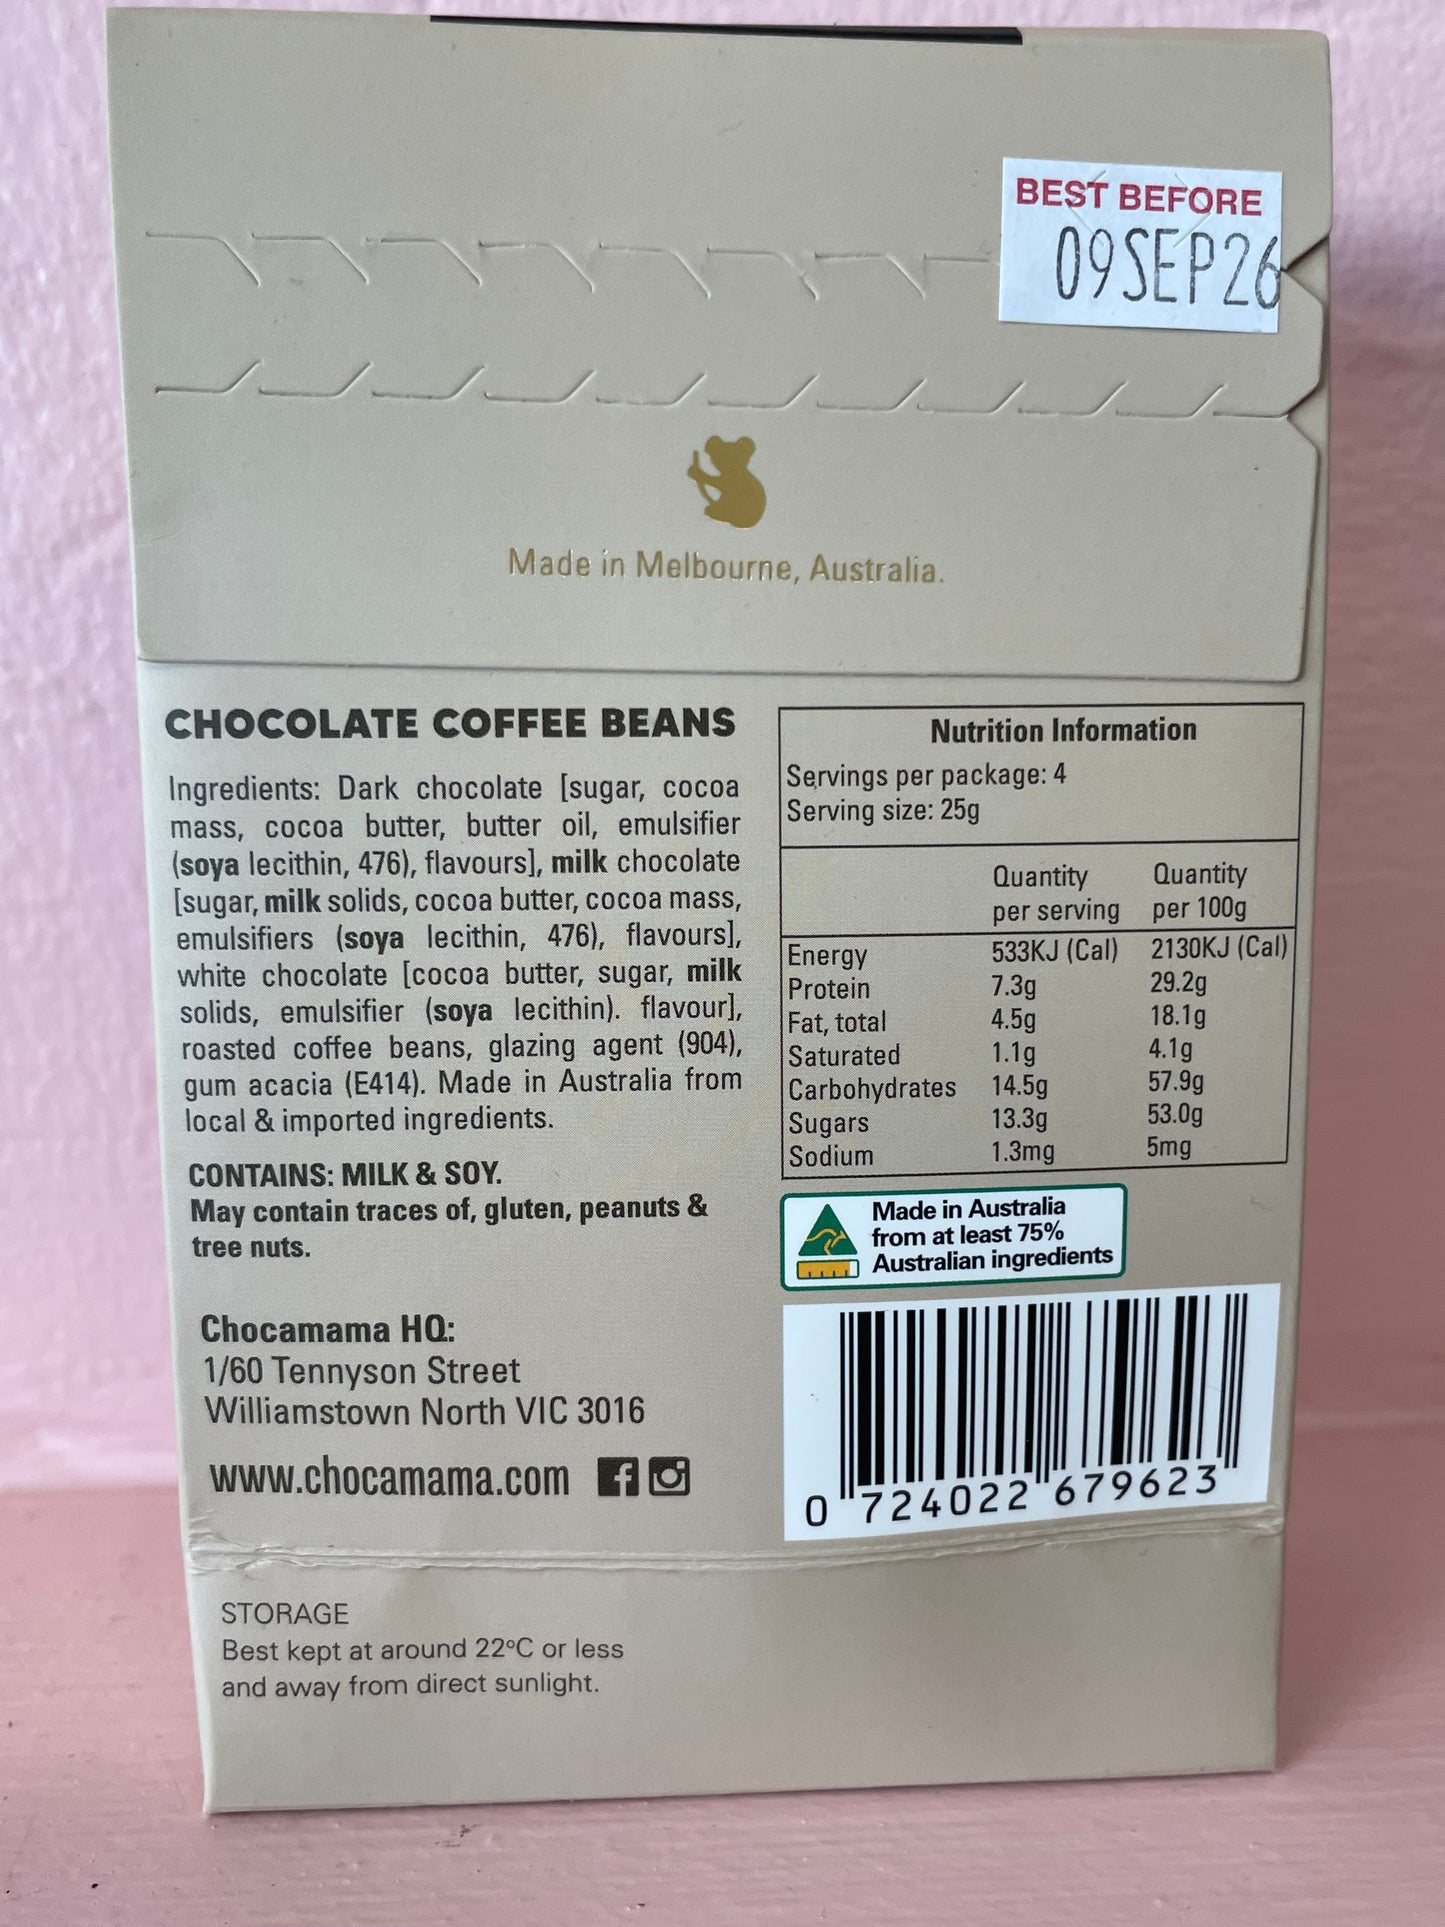 BEST BEFORE
09SEP26
Made in Melbourne, Australia.
CHOCOLATE COFFEE BEANS
Ingredients: Dark chocolate [sugar, cocoa
mass, cocoa butter, butter oil, emulsifier
(soya lecithin, 476), flavours], milk chocolate
[sugar, milk solids, cocoa butter, cocoa mass,
emulsifiers (soya lecithin, 476), flavours],
white chocolate [cocoa butter, sugar, milk
solids, emulsifier (soya lecithin). flavour],
roasted coffee beans, glazing agent (904),
gum acacia (E414). Made in Australia from
local & imported ingredients.
CONTAINS: MILK & SOY.
May contain traces of, gluten, peanuts &
tree nuts.
Chocamama HQ:
1/60 Tennyson Street
Williamstown North VIC 3016
www.chocamama.com
Nutrition Information
Servings per package: 4
Serving size: 25g
Quantity Quantity
per serving per 100g
Energy 533KJ (Cal) 2130KJ (Cal)
Protein 7.3g 29.2g
Fat, total 4.5g 18.1g
Saturated 1.1g 4.1g
Carbohydrates 14.5g 57.9g
Sugars 13.3g 53.0g
Sodium 1.3mg 5mg
Made in Australia
from at least 75%
Australian ingredients
0 724022 679623
STORAGE
Best kept at around 22ºC or less
and away from direct sunlight.